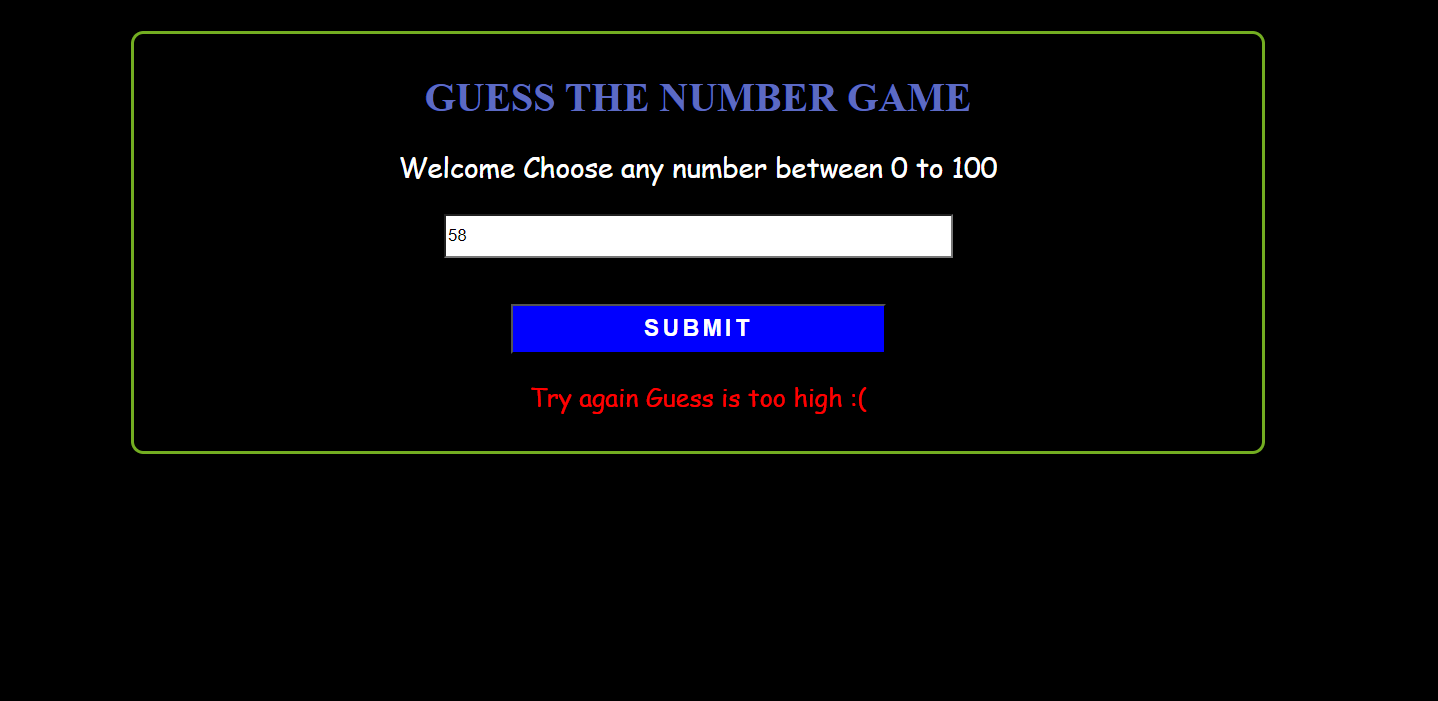 GUESS THE NUMBER GAME
Welcome Choose any number between 0 to 100
58
SUBMIT
Try again Guess is too high :(